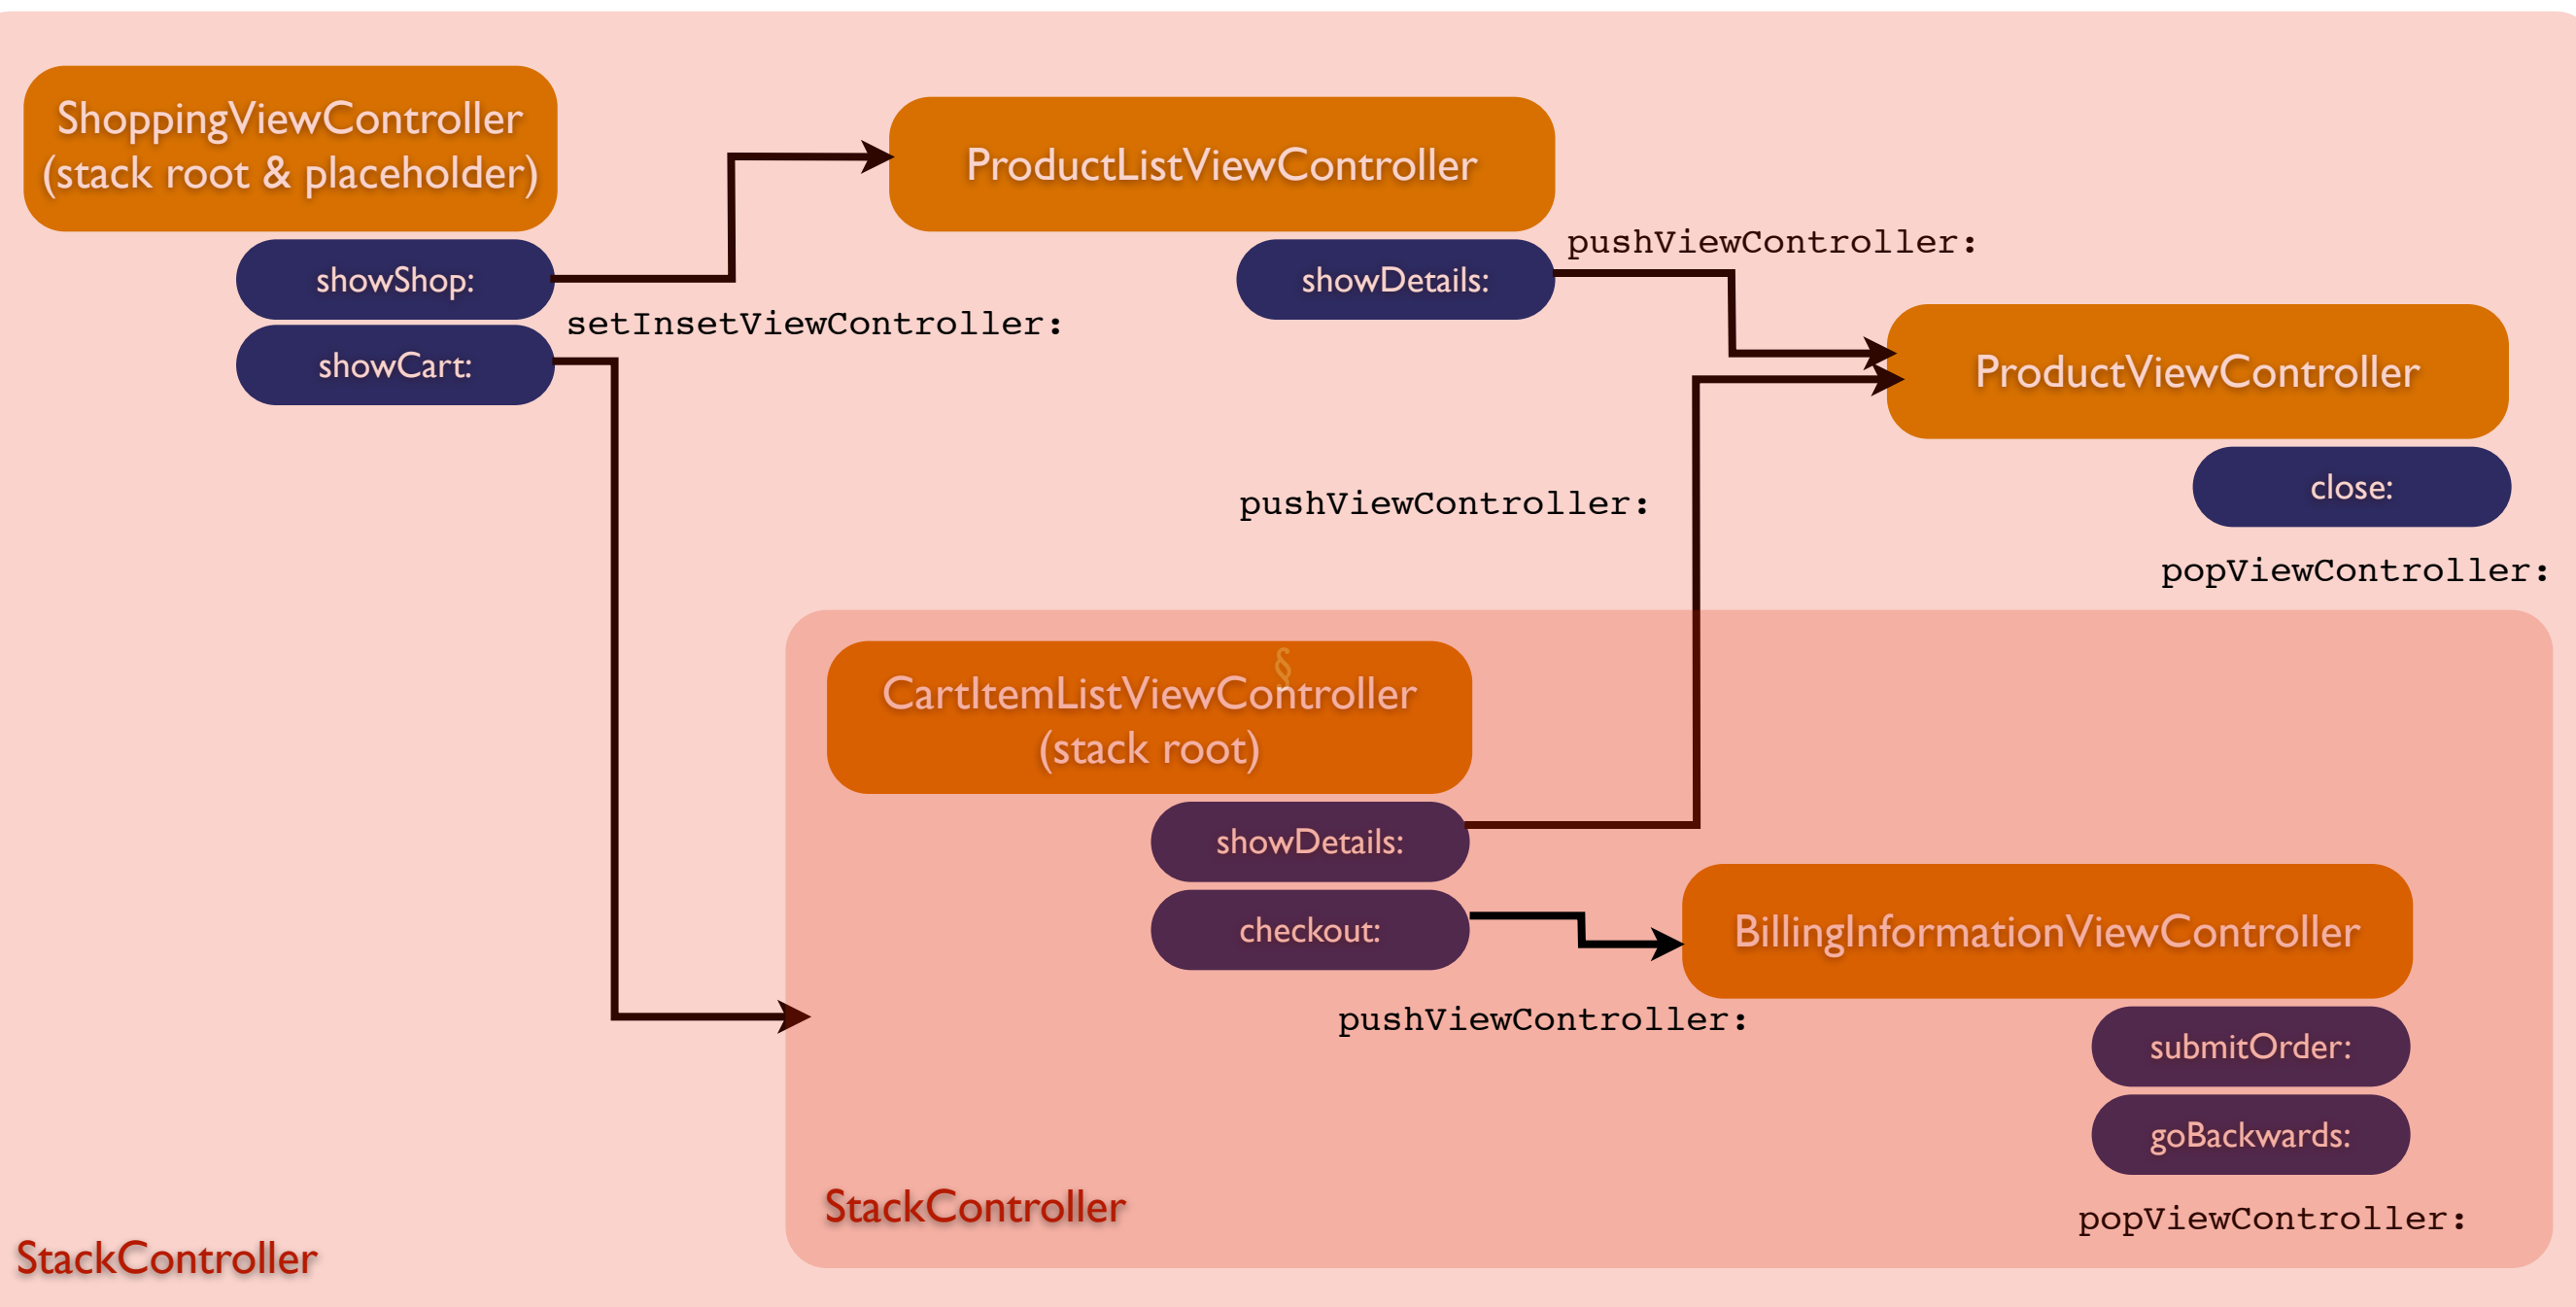 ShoppingViewController
(stack root & placeholder)
showShop:
showCart:
setInsetViewController:
ProductListViewController
showDetails:
pushViewController:
ProductViewController
close:
popViewController:
pushViewController:
§
CartItemListViewController
(stack root)
showDetails:
checkout:
pushViewController:
BillingInformationViewController
submitOrder:
goBackwards:
popViewController:
StackController
StackController